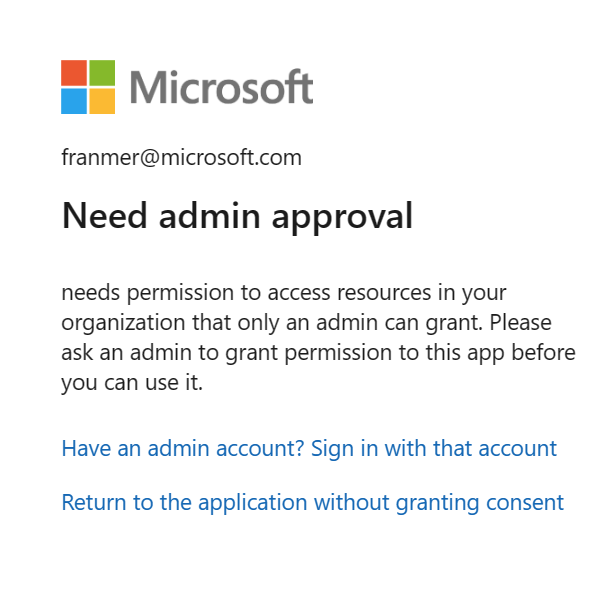 Microsoft
franmer@microsoft.com
Need admin approval
needs permission to access resources in your
organization that only an admin can grant. Please
ask an admin to grant permission to this app before
you can use it.
Have an admin account? Sign in with that account
Return to the application without granting consent